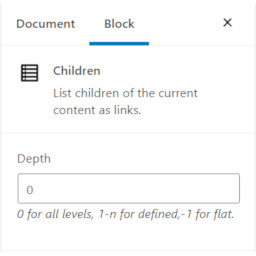 Document Block ×
Children
List children of the current
content as links.
Depth
0
0 for all levels, 1-n for defined,-1 for flat.